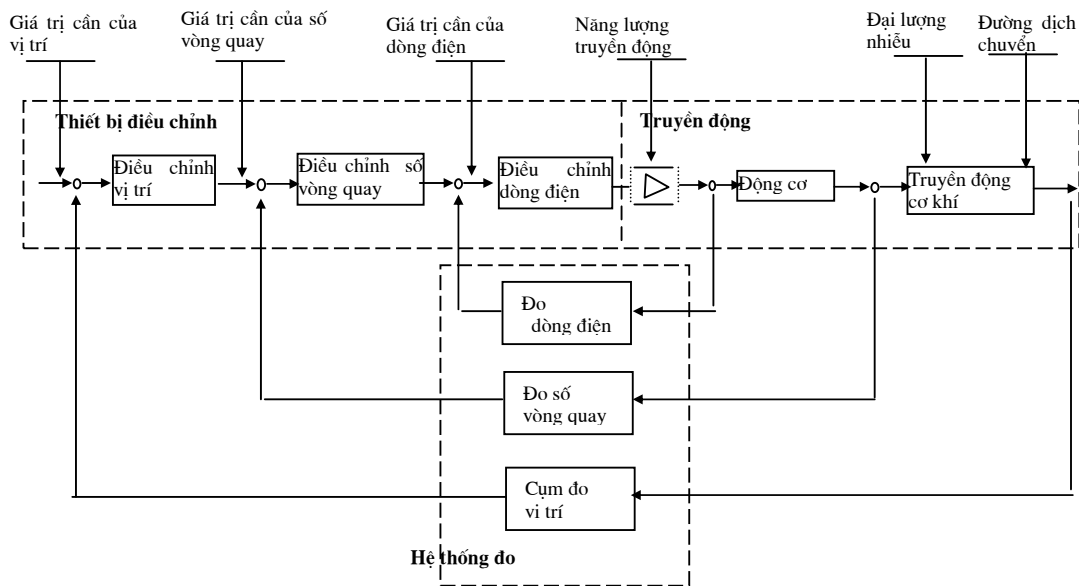 Giá trị cần của
vị trí
Giá trị cần của số
vòng quay
Giá trị cần của
dòng điện
Năng lượng
truyền động
Đại lượng
nhiễu
Đường dịch
chuyển
Thiết bị điều chỉnh
Truyền động
Điều chỉnh
vị trí
Điều chỉnh số
vòng quay
Điều chỉnh
dòng điện
Động cơ
Truyền động
cơ khí
Đo
dòng điện
Đo số
vòng quay
Cụm đo
vi trí
Hệ thống đo